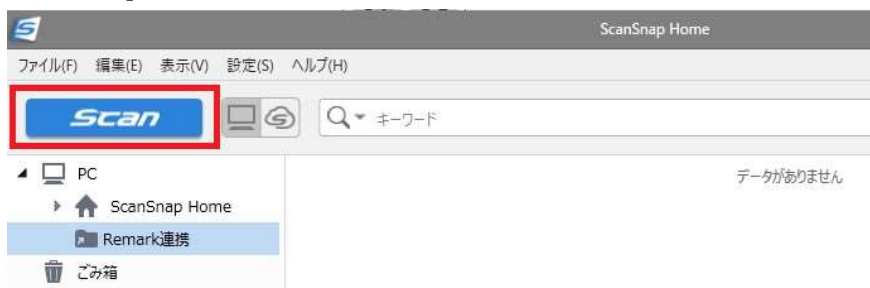 ScanSnap Home
ファイル(F) 編集(E) 表示(V) 設定(S) ヘルプ(H)
Scan キーワード
PC
データがありません
ScanSnap Home
Remark連携
ごみ箱